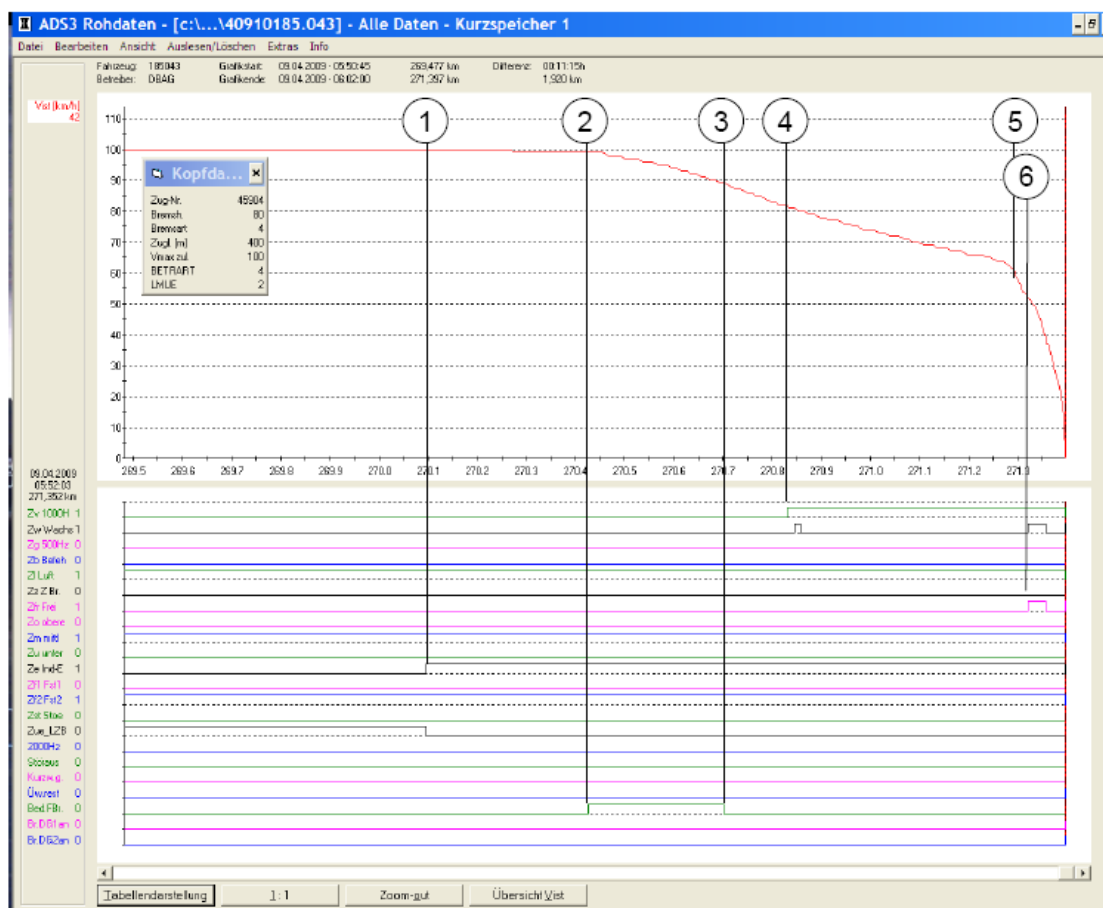 ADS3 Rohdaten - [c:\...\40910185.043] - Alle Daten - Kurzspeicher 1
Datei Bearbeiten Ansicht Auslesen/Löschen Extras Info
Fahrzeug: 185043 Grafikstart: 09.04.2009 - 05:50:45 269,477 km Differenz: 00:11:15h
Betreiber: DBAG Grafikende: 09.04.2009 - 06:02:00 271,397 km 1,920 km
Vist [km/h]
42
1 2 3 4 5 6
110
100
90
80
70
60
50
40
30
20
10
0
Kopfda... ×
Zug-Nr. 45904
Bremsh. 80
Bremsart 4
Zugl. [m] 400
Vmax zul. 100
BETRART 4
LMUE 2
269.5 269.6 269.7 269.8 269.9 270.0 270.1 270.2 270.3 270.4 270.5 270.6 270.7 270.8 270.9 271.0 271.1 271.2 271.3
09.04.2009
05:52:03
271,352 km
Zv 1000H 1
Zw Wachs 1
Zg 500Hz 0
Zb Befeh 0
Zl Luft 1
Zz Z Br. 0
Zfr Frei 1
Zo obere 0
Zm mittl 1
Zu unter 0
Ze Ind-E 1
Zf1 Fst1 0
Zf2 Fst2 1
Zst Stoe 0
Zue_LZB 0
2000Hz 0
Storaus 0
Kurzw.g. 0
Üw.rest 0
Bed.FBr. 0
Br.DG1an 0
Br.DG2an 0
Tabellendarstellung 1:1 Zoom-out Übersicht Vist